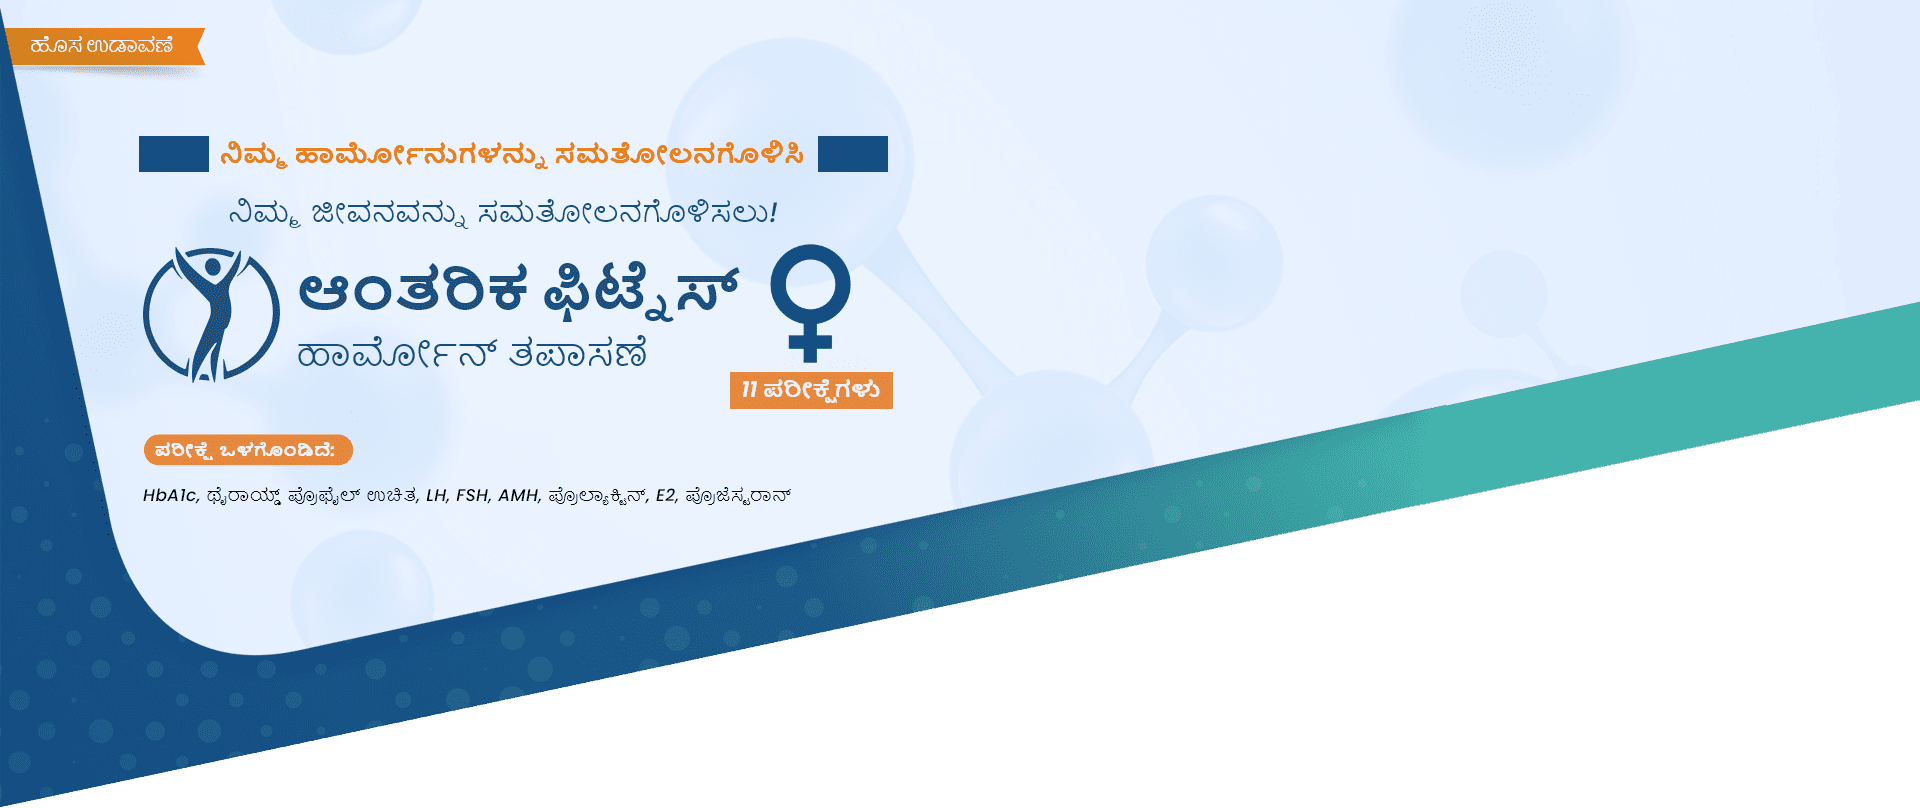 ಹೊಸ ಉಡಾವಣೆ
ನಿಮ್ಮ ಹಾರ್ಮೋನುಗಳನ್ನು ಸಮತೋಲನಗೊಳಿಸಿ
ನಿಮ್ಮ ಜೀವನವನ್ನು ಸಮತೋಲನಗೊಳಿಸಲು!
ಆಂತರಿಕ ಫಿಟ್ನೆಸ್
ಹಾರ್ಮೋನ್ ತಪಾಸಣೆ
11 ಪರೀಕ್ಷೆಗಳು
ಪರೀಕ್ಷೆ ಒಳಗೊಂಡಿದೆ:
HbA1c, ಥೈರಾಯ್ಡ್ ಪ್ರೊಫೈಲ್ ಉಚಿತ, LH, FSH, AMH, ಪ್ರೊಲ್ಯಾಕ್ಟಿನ್, E2, ಪ್ರೊಜೆಸ್ಟರಾನ್